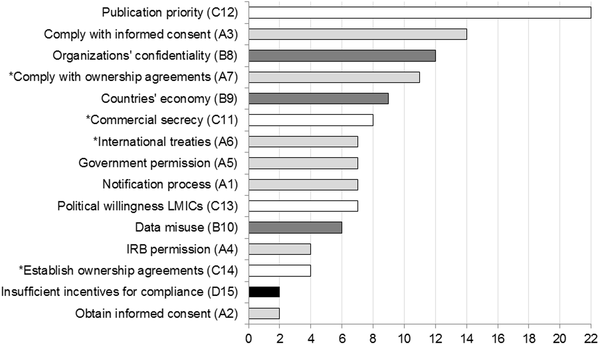 Publication priority (C12)
Comply with informed consent (A3)
Organizations' confidentiality (B8)
*Comply with ownership agreements (A7)
Countries' economy (B9)
*Commercial secrecy (C11)
*International treaties (A6)
Government permission (A5)
Notification process (A1)
Political willingness LMICs (C13)
Data misuse (B10)
IRB permission (A4)
*Establish ownership agreements (C14)
Insufficient incentives for compliance (D15)
Obtain informed consent (A2)
0 2 4 6 8 10 12 14 16 18 20 22